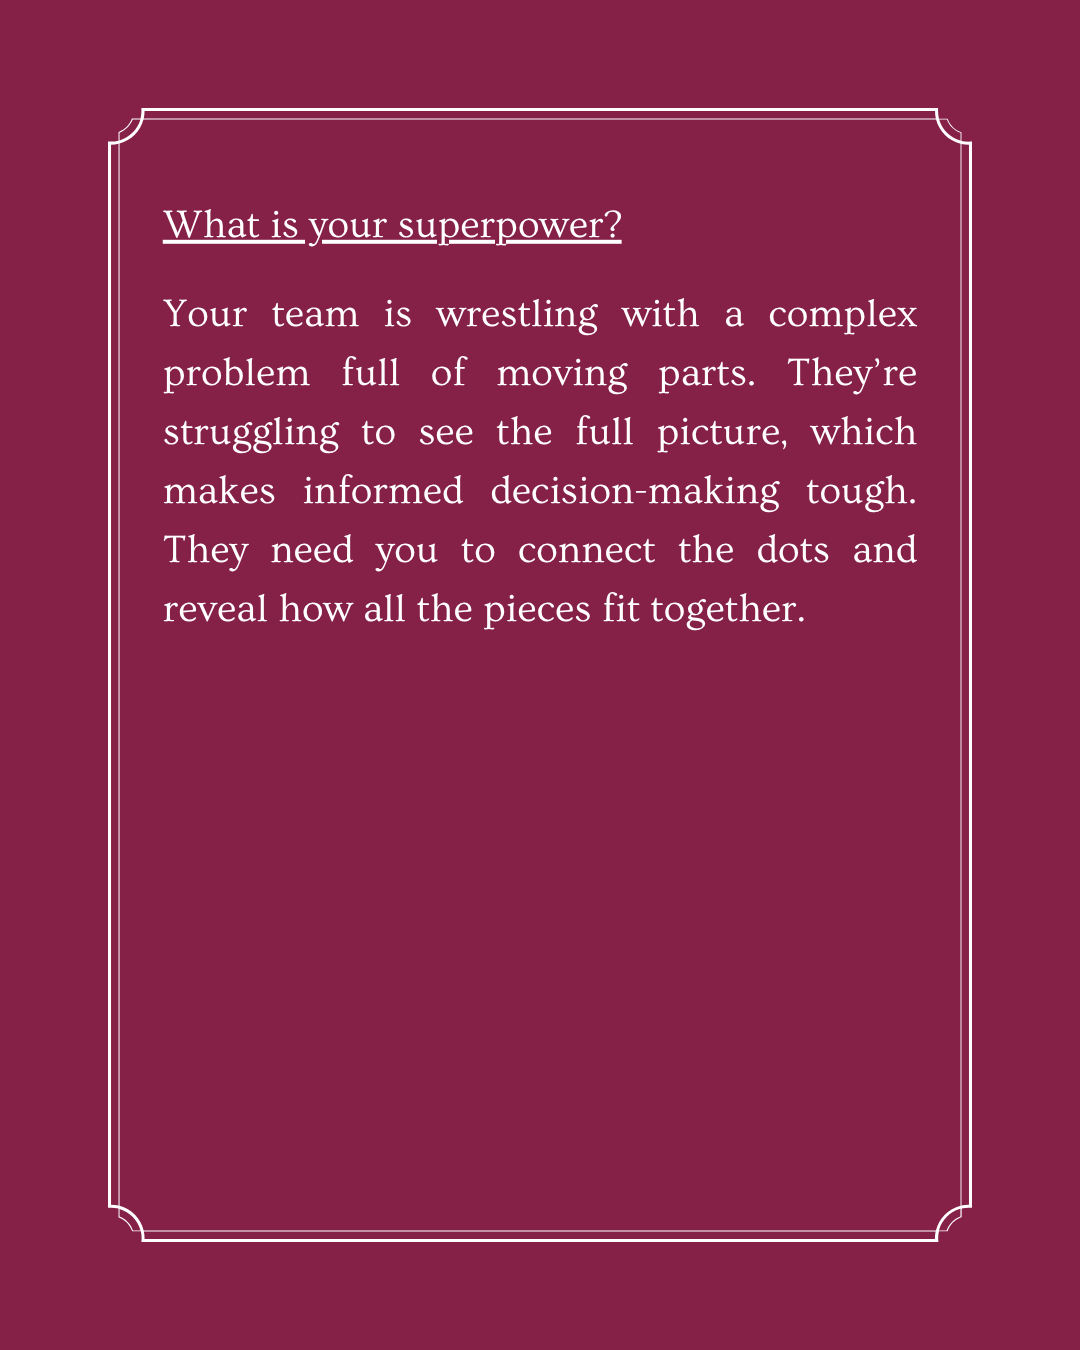 What is your superpower?
Your team is wrestling with a complex
problem full of moving parts. They’re
struggling to see the full picture, which
makes informed decision-making tough.
They need you to connect the dots and
reveal how all the pieces fit together.